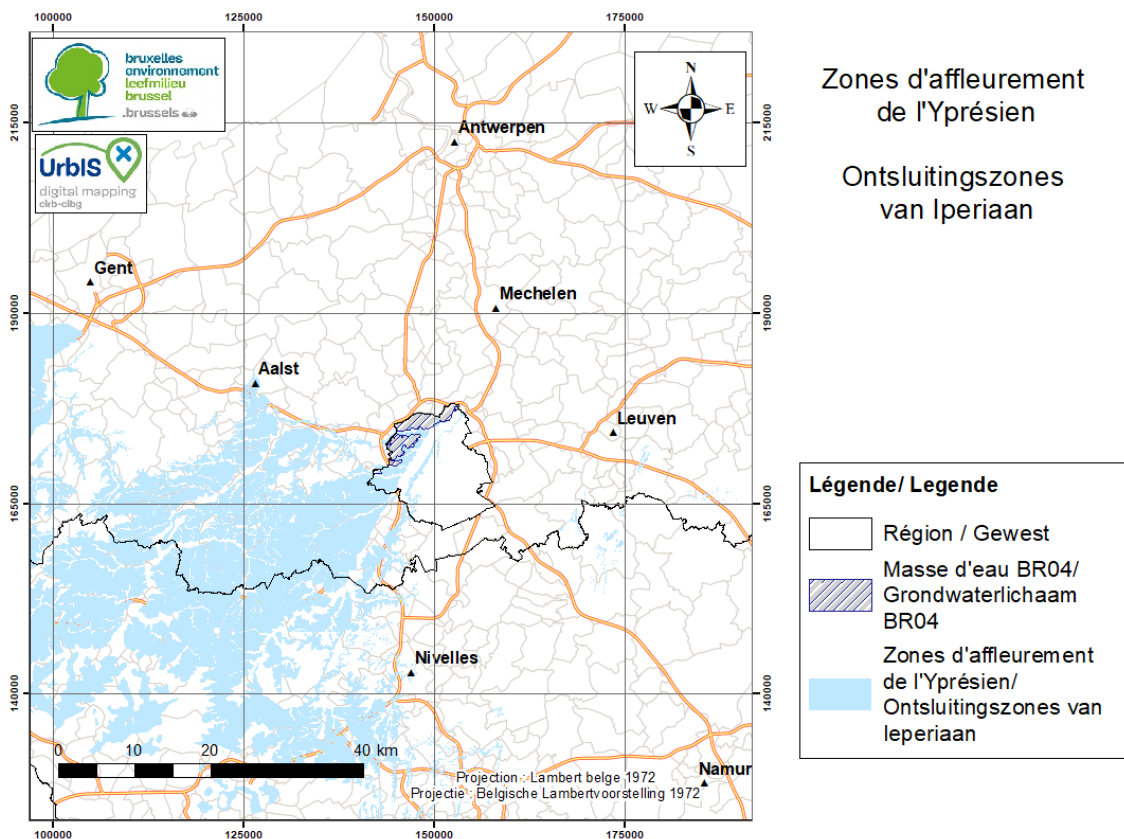 100000 125000 150000 175000
bruxelles
environnement
leefmilieu
brussel
.brussels
UrbIS
digital mapping
cirb-cibg
N
W E
S
Zones d'affleurement
de l'Yprésien
Ontsluitingszones
van Iperiaan
215000 215000
Antwerpen
Gent
Mechelen
190000 190000
Aalst
Leuven
165000 165000
Nivelles
140000 140000
Namur
0 10 20 40 km
Projection : Lambert belge 1972
Projectie : Belgische Lambertvoorstelling 1972
100000 125000 150000 175000
Légende/ Legende
Région / Gewest
Masse d'eau BR04/
Grondwaterlichaam
BR04
Zones d'affleurement
de l'Yprésien/
Ontsluitingszones van
Ieperiaan